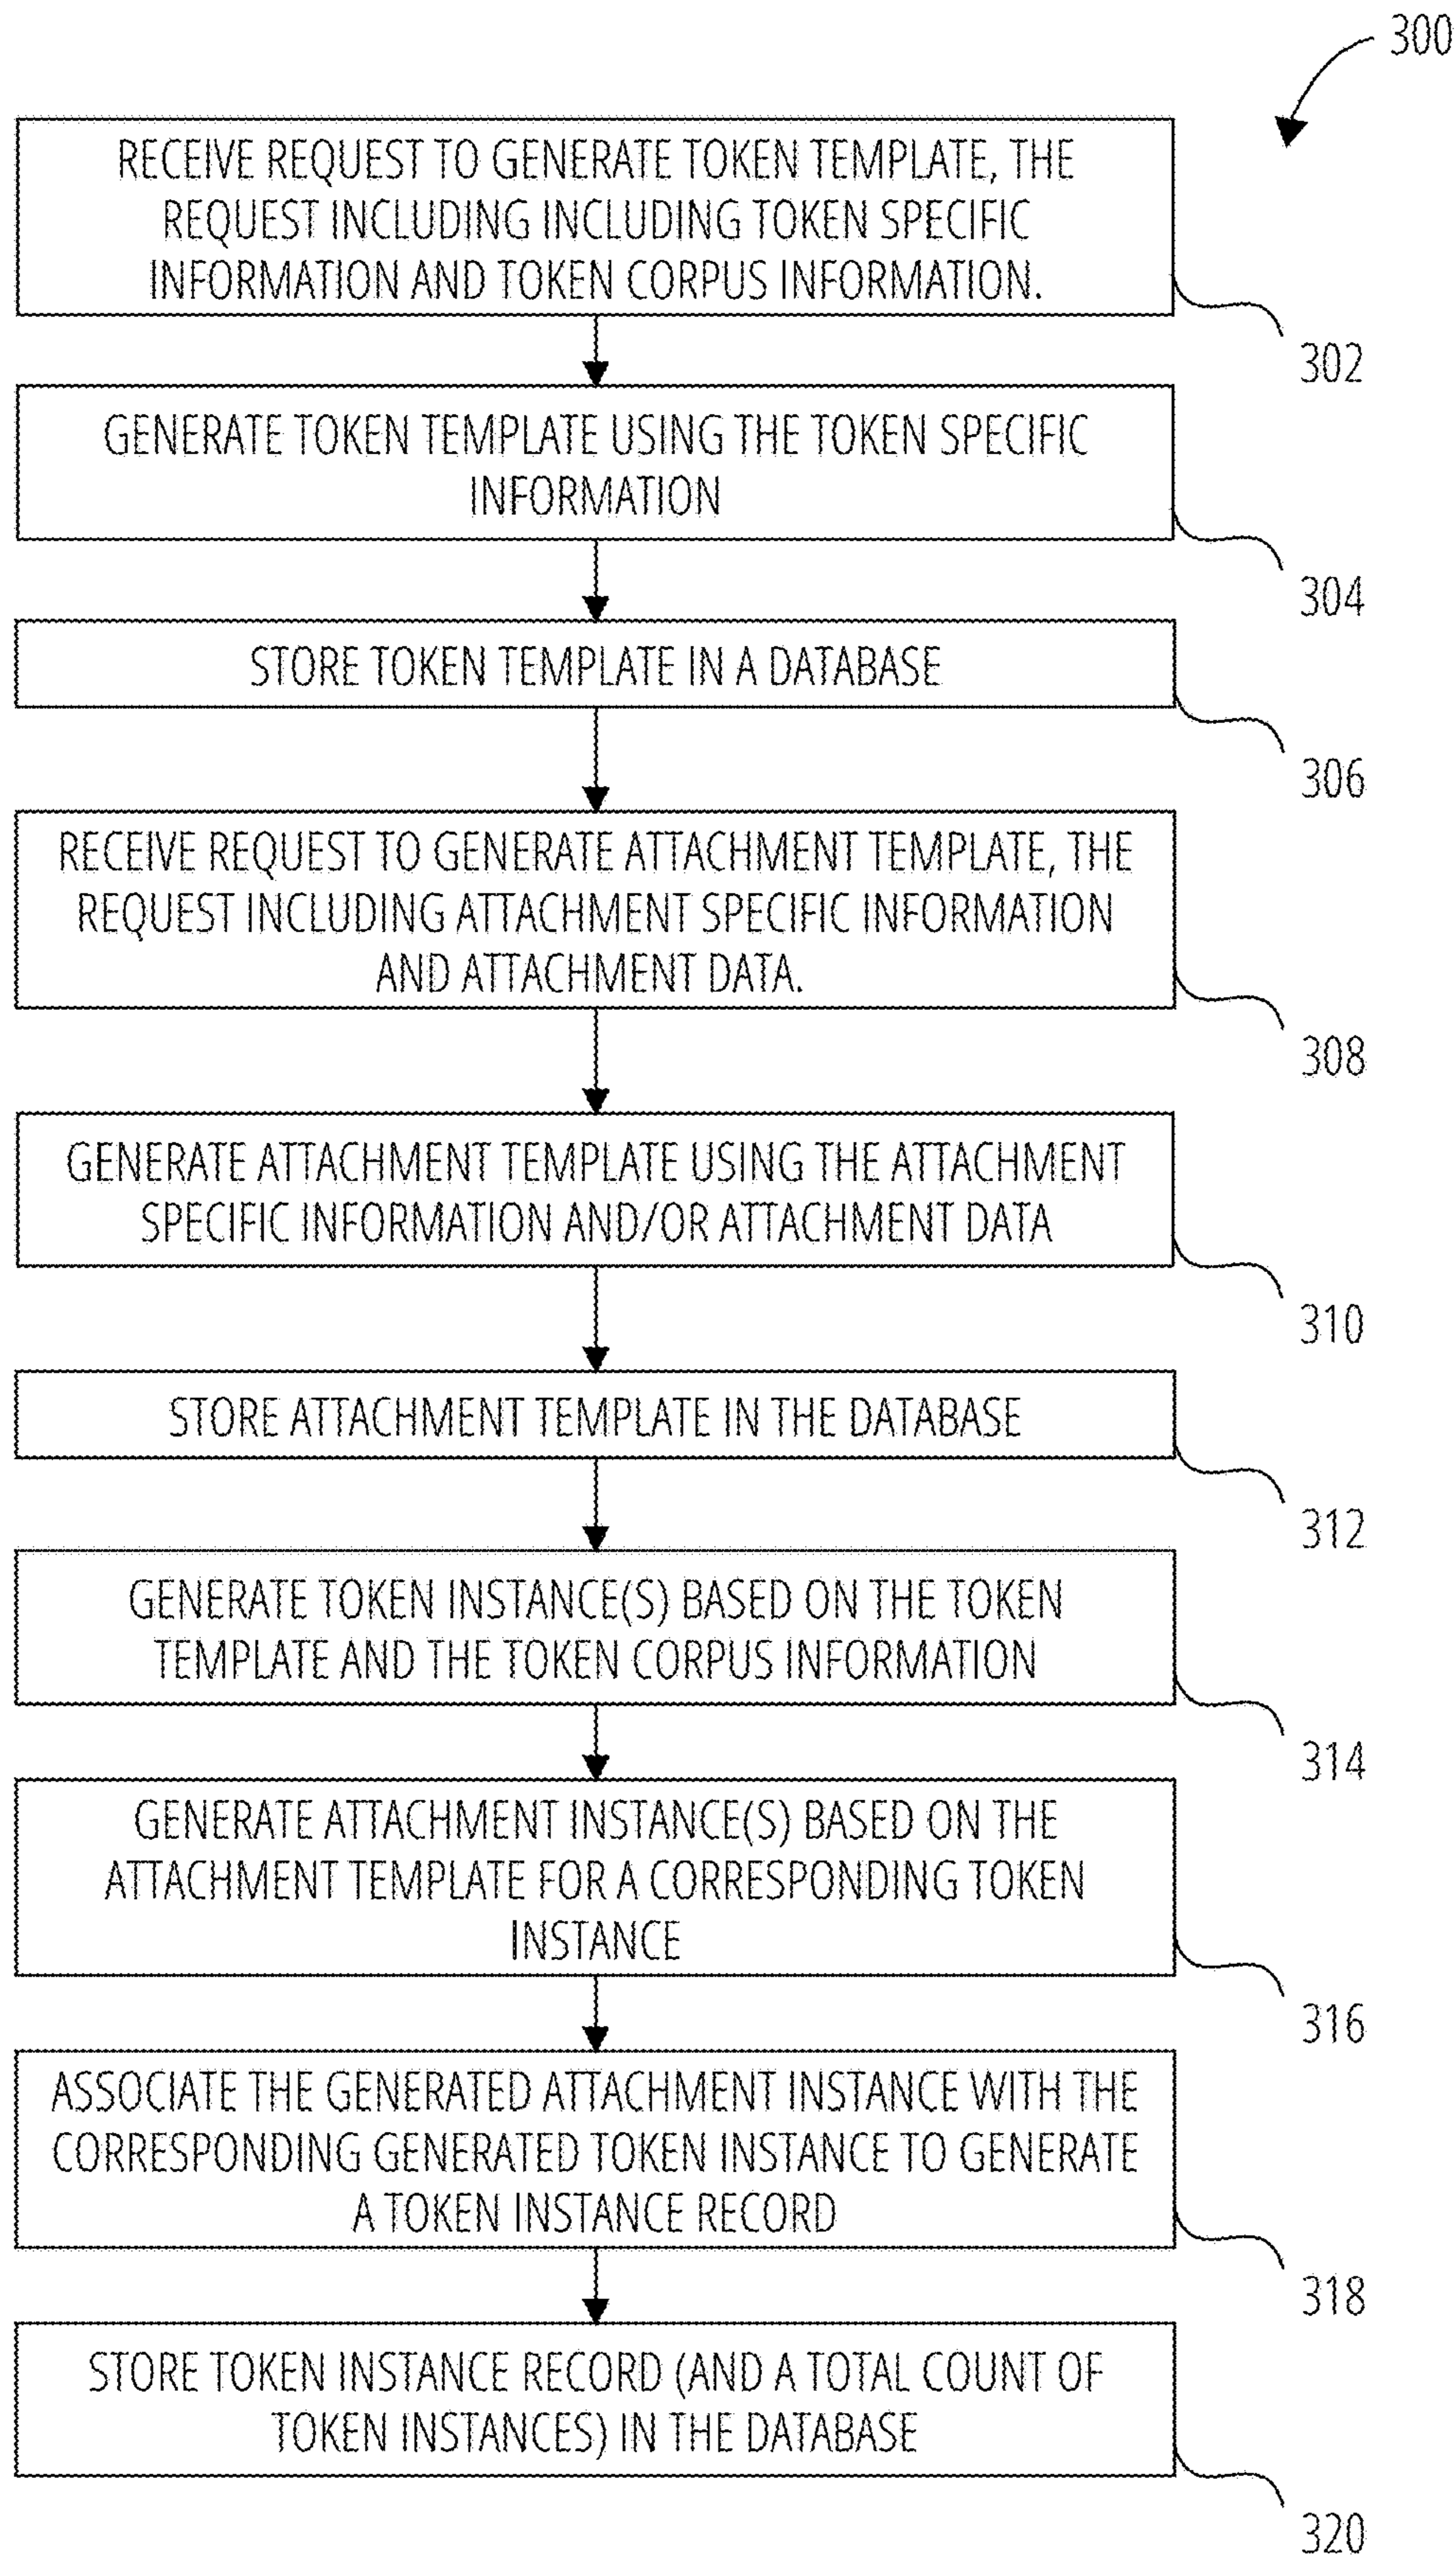 300
RECEIVE REQUEST TO GENERATE TOKEN TEMPLATE, THE
REQUEST INCLUDING INCLUDING TOKEN SPECIFIC
INFORMATION AND TOKEN CORPUS INFORMATION.
302
GENERATE TOKEN TEMPLATE USING THE TOKEN SPECIFIC
INFORMATION
304
STORE TOKEN TEMPLATE IN A DATABASE
306
RECEIVE REQUEST TO GENERATE ATTACHMENT TEMPLATE, THE
REQUEST INCLUDING ATTACHMENT SPECIFIC INFORMATION
AND ATTACHMENT DATA.
308
GENERATE ATTACHMENT TEMPLATE USING THE ATTACHMENT
SPECIFIC INFORMATION AND/OR ATTACHMENT DATA
310
STORE ATTACHMENT TEMPLATE IN THE DATABASE
312
GENERATE TOKEN INSTANCE(S) BASED ON THE TOKEN
TEMPLATE AND THE TOKEN CORPUS INFORMATION
314
GENERATE ATTACHMENT INSTANCE(S) BASED ON THE
ATTACHMENT TEMPLATE FOR A CORRESPONDING TOKEN
INSTANCE
316
ASSOCIATE THE GENERATED ATTACHMENT INSTANCE WITH THE
CORRESPONDING GENERATED TOKEN INSTANCE TO GENERATE
A TOKEN INSTANCE RECORD
318
STORE TOKEN INSTANCE RECORD (AND A TOTAL COUNT OF
TOKEN INSTANCES) IN THE DATABASE
320